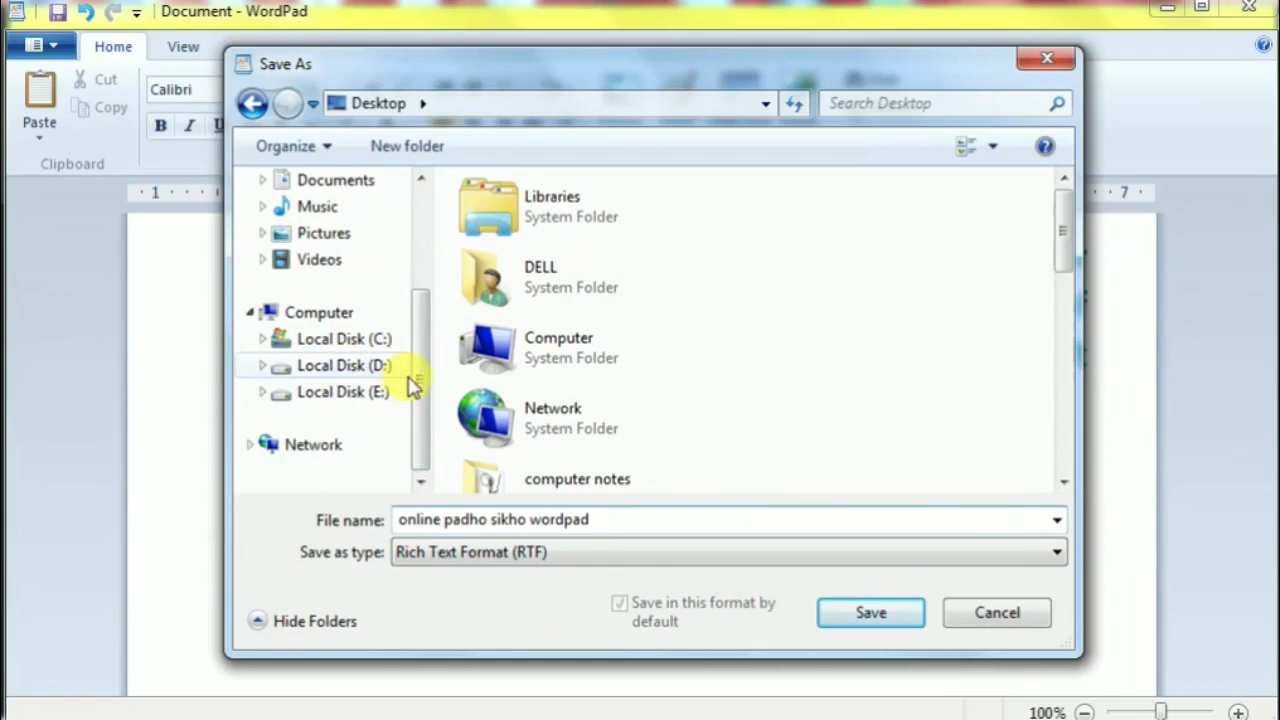 Document - WordPad
Home View
Cut
Copy
Paste
Clipboard
Calibri
B I U
1
7
Save As
Desktop
Search Desktop
Organize New folder
Documents
Music
Pictures
Videos
Computer
Local Disk (C:)
Local Disk (D:)
Local Disk (E:)
Network
Libraries
System Folder
DELL
System Folder
Computer
System Folder
Network
System Folder
computer notes
File name: online padho sikho wordpad
Save as type: Rich Text Format (RTF)
Save in this format by
default
Hide Folders
Save
Cancel
100%